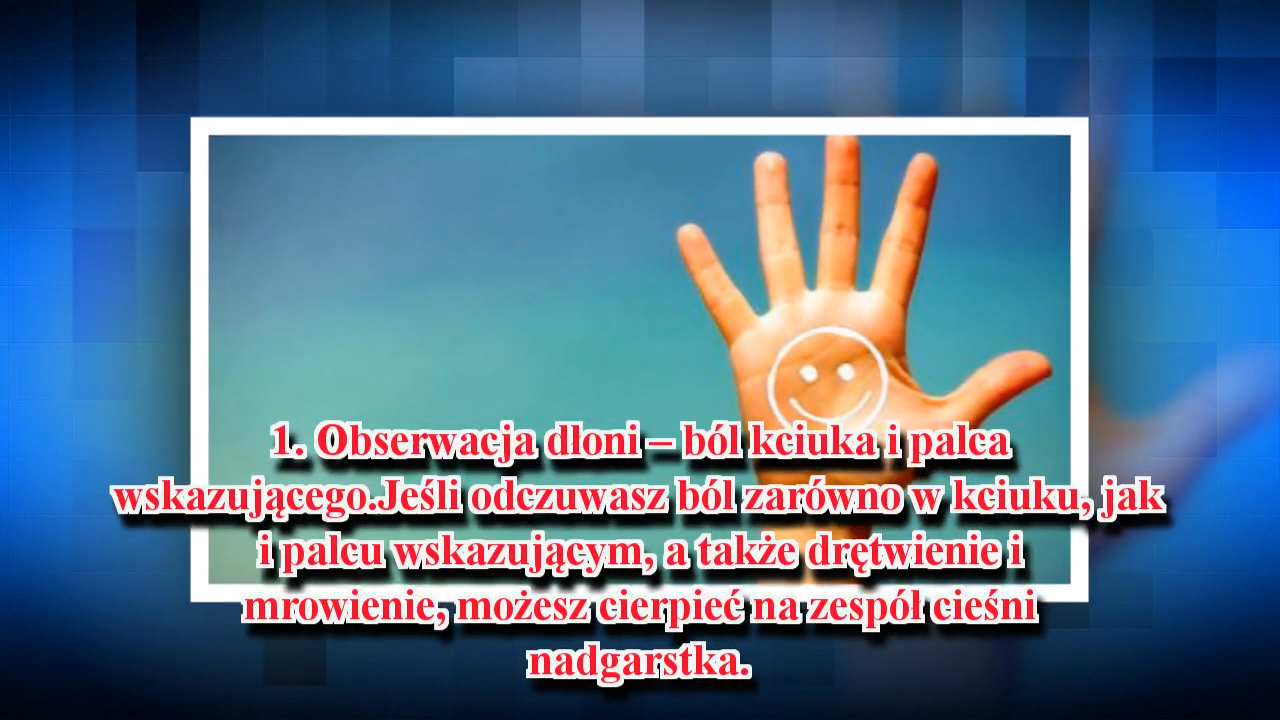 1. Obserwacja dłoni – ból kciuka i palca
wskazującego.Jeśli odczuwasz ból zarówno w kciuku, jak
i palcu wskazującym, a także drętwienie i
mrowienie, możesz cierpieć na zespół cieśni
nadgarstka.